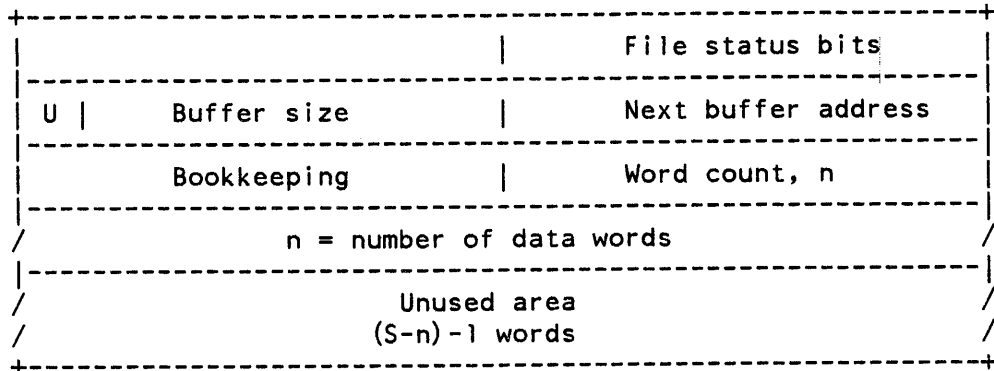 File status bits
U | Buffer size | Next buffer address
Bookkeeping | Word count, n
n = number of data words
Unused area
(S-n)-1 words